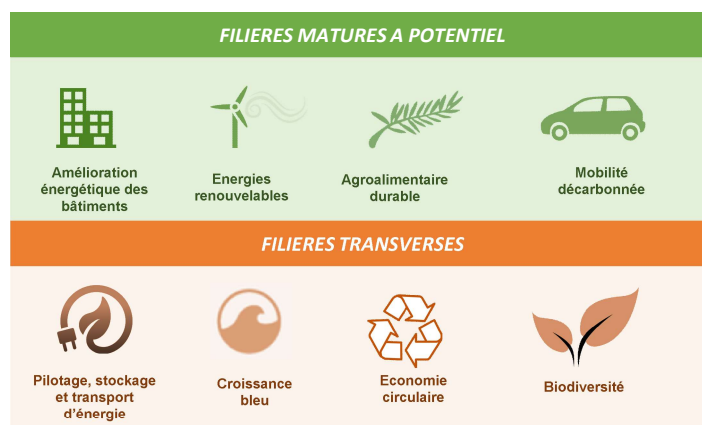 FILIERES MATURES A POTENTIEL
Amélioration
énergétique des
bâtiments
Energies
renouvelables
Agroalimentaire
durable
Mobilité
décarbonnée
FILIERES TRANSVERSES
Pilotage, stockage
et transport
d'énergie
Croissance
bleu
Economie
circulaire
Biodiversité